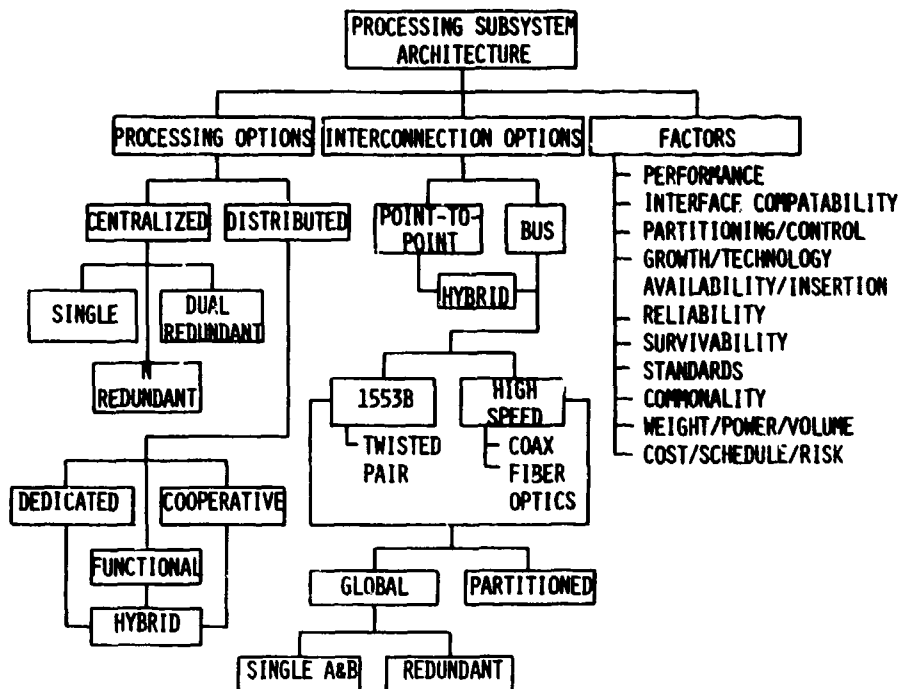 PROCESSING SUBSYSTEM
ARCHITECTURE
PROCESSING OPTIONS
INTERCONNECTION OPTIONS
FACTORS
CENTRALIZED
DISTRIBUTED
SINGLE
DUAL
REDUNDANT
N
REDUNDANT
DEDICATED
COOPERATIVE
FUNCTIONAL
HYBRID
POINT-TO-
POINT
BUS
HYBRID
1553B
TWISTED
PAIR
HIGH
SPEED
COAX
FIBER
OPTICS
GLOBAL
PARTITIONED
SINGLE A&B
REDUNDANT
PERFORMANCE
INTERFACE COMPATABILITY
PARTITIONING/CONTROL
GROWTH/TECHNOLOGY
AVAILABILITY/INSERTION
RELIABILITY
SURVIVABILITY
STANDARDS
COMMONALITY
WEIGHT/POWER/VOLUME
COST/SCHEDULE/RISK